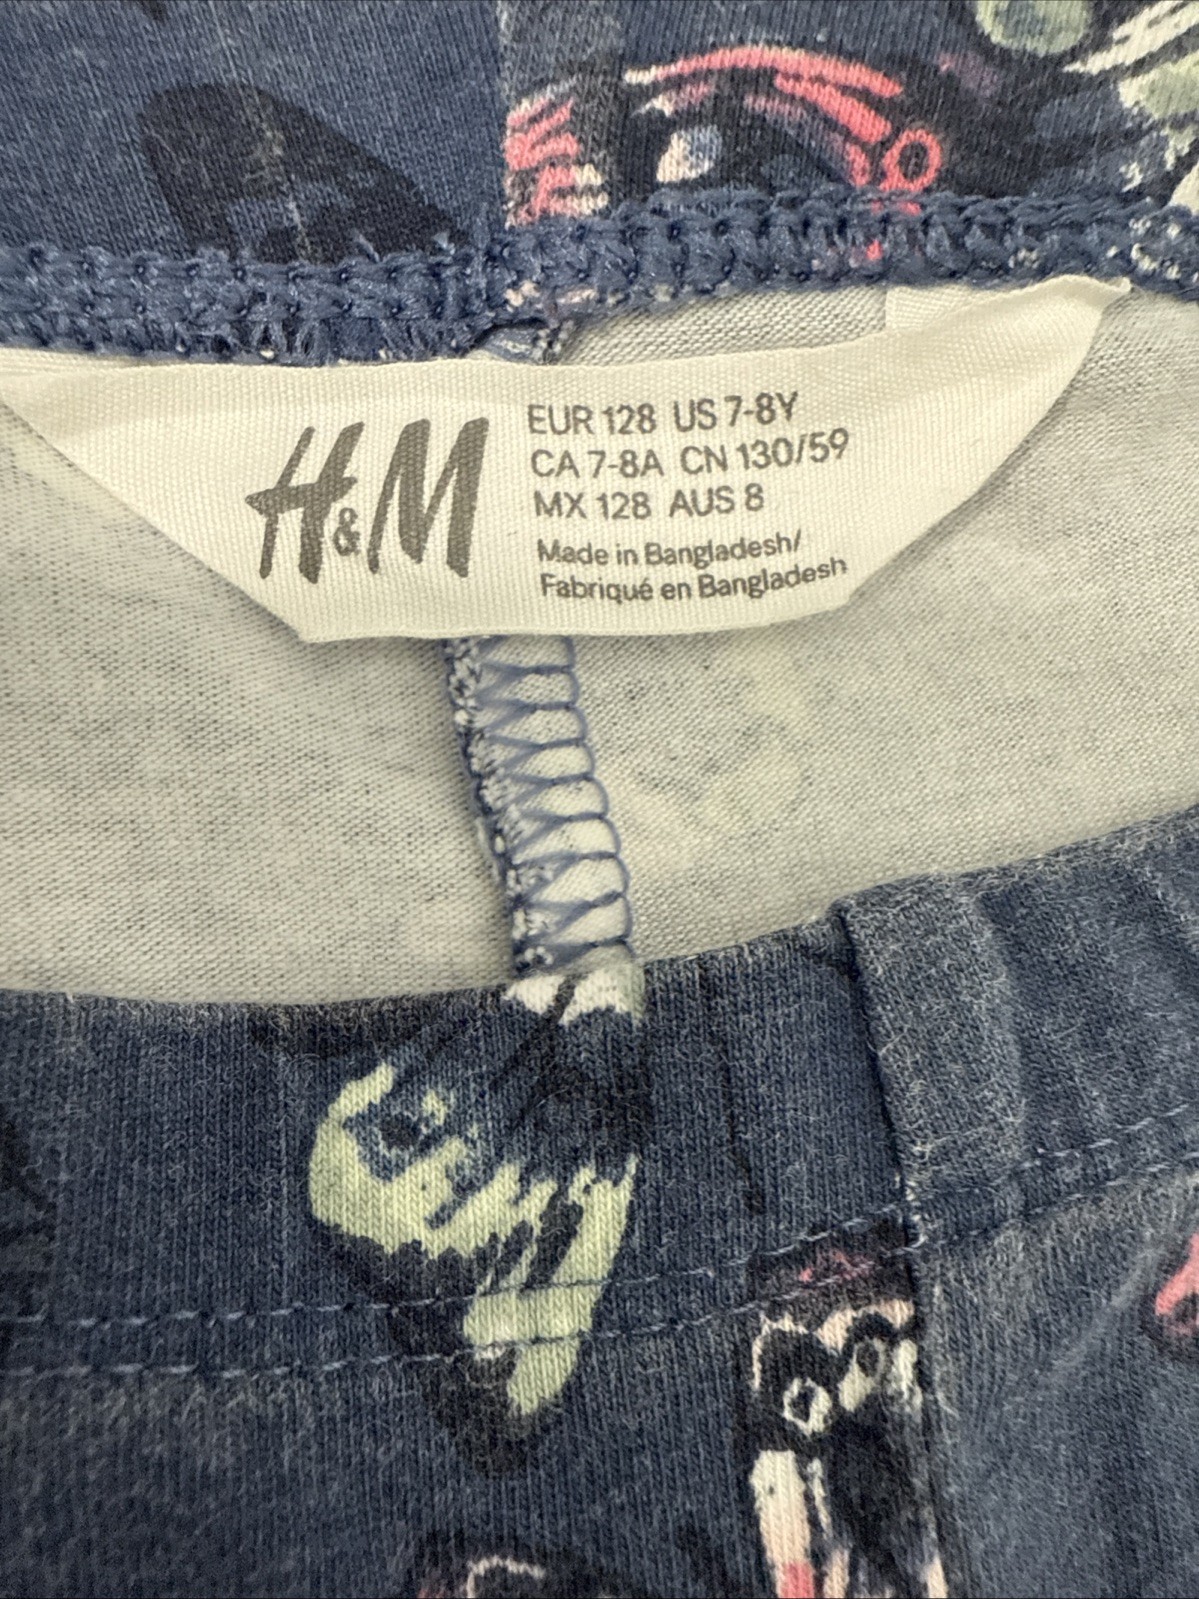 H&M
EUR 128 US 7-8Y
CA 7-8A CN 130/59
MX 128 AUS 8
Made in Bangladesh/
Fabriqué en Bangladesh